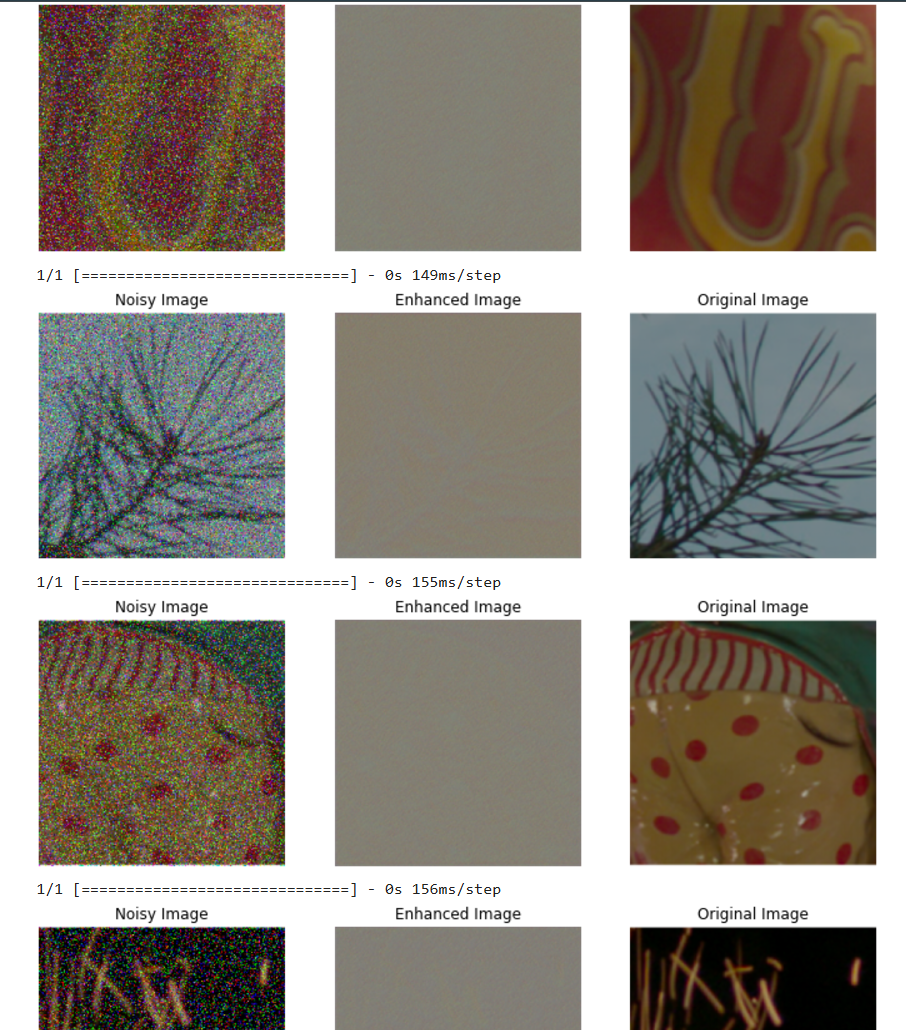 1/1 [==============================] - 0s 149ms/step
Noisy Image Enhanced Image Original Image
1/1 [==============================] - 0s 155ms/step
Noisy Image Enhanced Image Original Image
1/1 [==============================] - 0s 156ms/step
Noisy Image Enhanced Image Original Image